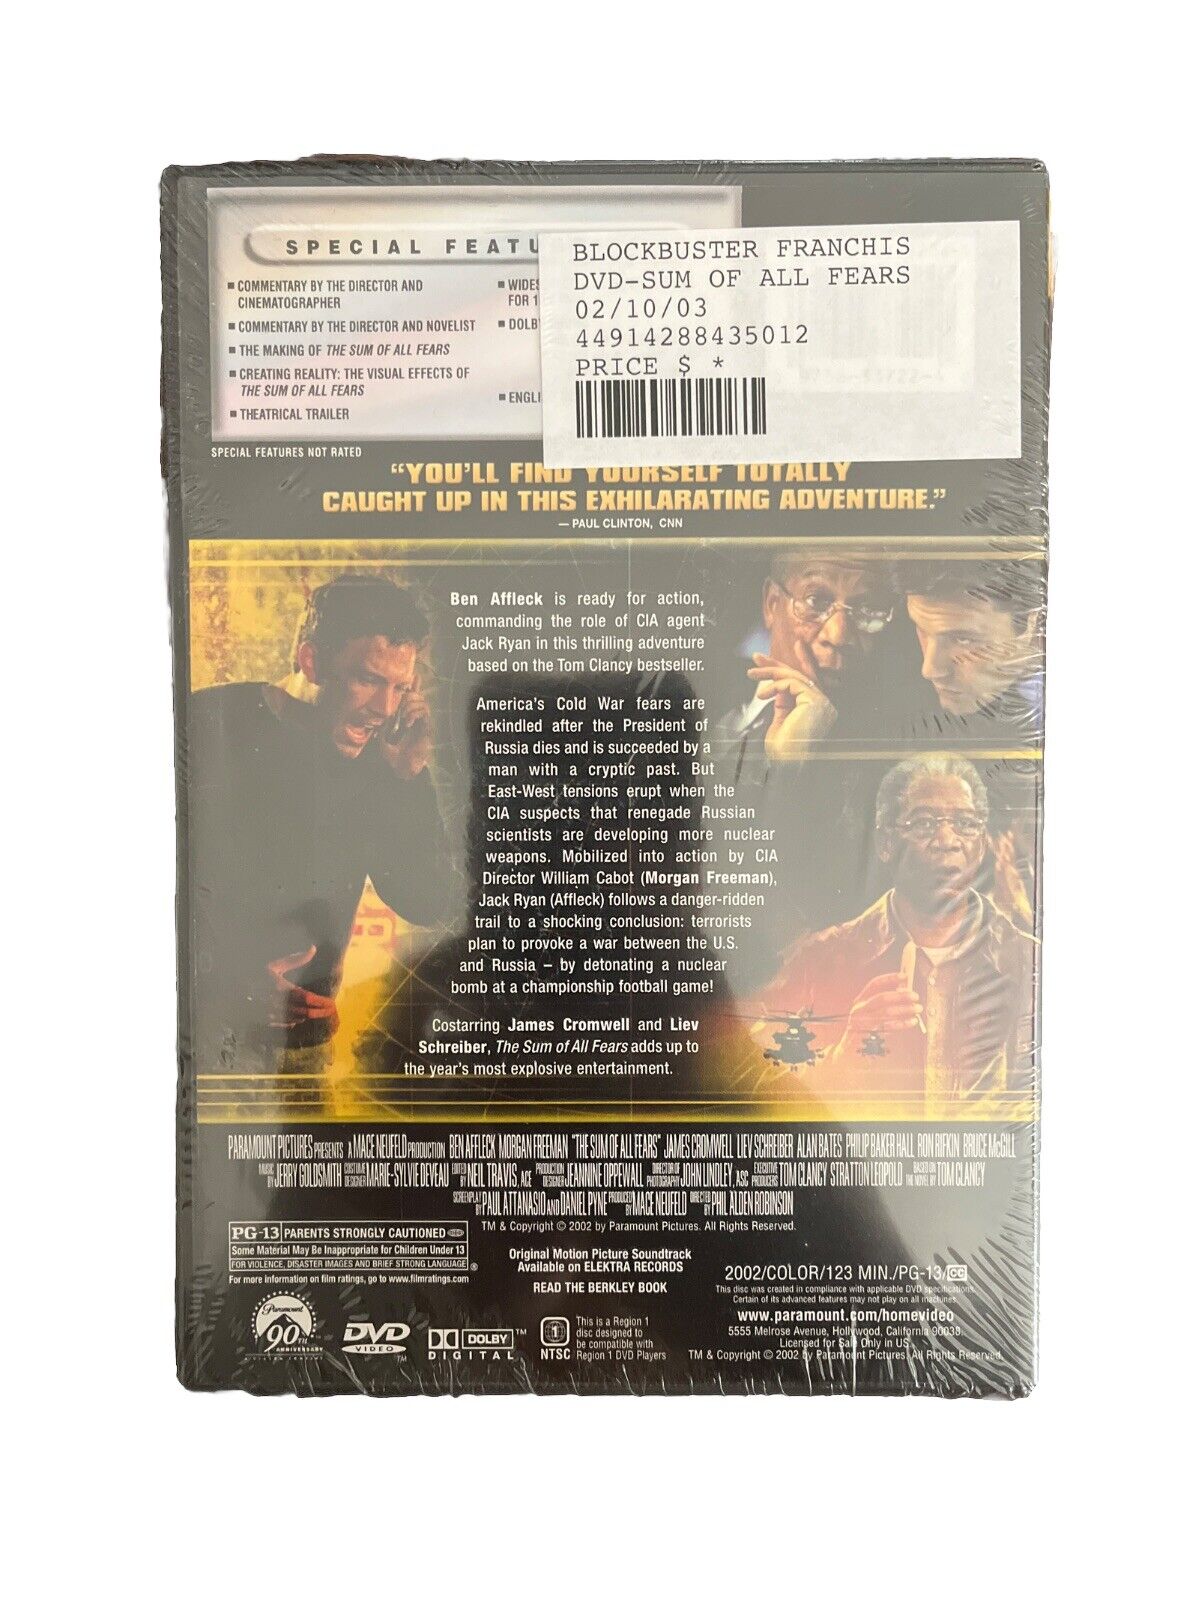 SPECIAL FEATU
COMMENTARY BY THE DIRECTOR AND
CINEMATOGRAPHER
COMMENTARY BY THE DIRECTOR AND NOVELIST
THE MAKING OF THE SUM OF ALL FEARS
CREATING REALITY: THE VISUAL EFFECTS OF
THE SUM OF ALL FEARS
THEATRICAL TRAILER
WIDES
FOR 1
DOLB
ENGLI
SPECIAL FEATURES NOT RATED
BLOCKBUSTER FRANCHIS
DVD-SUM OF ALL FEARS
02/10/03
44914288435012
PRICE $ *
"YOU'LL FIND YOURSELF TOTALLY
CAUGHT UP IN THIS EXHILARATING ADVENTURE."
— PAUL CLINTON, CNN
Ben Affleck is ready for action,
commanding the role of CIA agent
Jack Ryan in this thrilling adventure
based on the Tom Clancy bestseller.
America's Cold War fears are
rekindled after the President of
Russia dies and is succeeded by a
man with a cryptic past. But
East-West tensions erupt when the
CIA suspects that renegade Russian
scientists are developing more nuclear
weapons. Mobilized into action by CIA
Director William Cabot (Morgan Freeman),
Jack Ryan (Affleck) follows a danger-ridden
trail to a shocking conclusion: terrorists
plan to provoke a war between the U.S.
and Russia – by detonating a nuclear
bomb at a championship football game!
Costarring James Cromwell and Liev
Schreiber, The Sum of All Fears adds up to
the year's most explosive entertainment.
PARAMOUNT PICTURES PRESENTS A MACE NEUFELD PRODUCTION BEN AFFLECK MORGAN FREEMAN "THE SUM OF ALL FEARS" JAMES CROMWELL LIEV SCHREIBER ALAN BATES PHILIP BAKER HALL RON RIFKIN BRUCE McGILL
MUSIC BY JERRY GOLDSMITH COSTUME DESIGNER MARIE-SYLVIE DEVEAU EDITED BY NEIL TRAVIS, ACE PRODUCTION DESIGNER JEANNINE OPPEWALL DIRECTOR OF PHOTOGRAPHY JOHN LINDLEY, ASC EXECUTIVE PRODUCERS TOM CLANCY STRATTON LEOPOLD BASED ON THE NOVEL BY TOM CLANCY
SCREENPLAY BY PAUL ATTANASIO AND DANIEL PYNE PRODUCED BY MACE NEUFELD DIRECTED BY PHIL ALDEN ROBINSON
TM & Copyright © 2002 by Paramount Pictures. All Rights Reserved.
PG-13 PARENTS STRONGLY CAUTIONED
Some Material May Be Inappropriate for Children Under 13
FOR VIOLENCE, DISASTER IMAGES AND BRIEF STRONG LANGUAGE ®
For more information on film ratings, go to www.filmratings.com
Original Motion Picture Soundtrack
Available on ELEKTRA RECORDS
READ THE BERKLEY BOOK
2002/COLOR/123 MIN./PG-13/CC
This disc was created in compliance with applicable DVD specifications.
Certain of its advanced features may not play on all machines.
www.paramount.com/homevideo
5555 Melrose Avenue, Hollywood, California 90038.
Licensed for Sale Only in US
TM & Copyright © 2002 by Paramount Pictures. All Rights Reserved.
Paramount
90TH
ANNIVERSARY
DVD
VIDEO
TM
DOLBY TM
DIGITAL
1
NTSC
This is a Region 1
disc designed to
be compatible with
Region 1 DVD Players